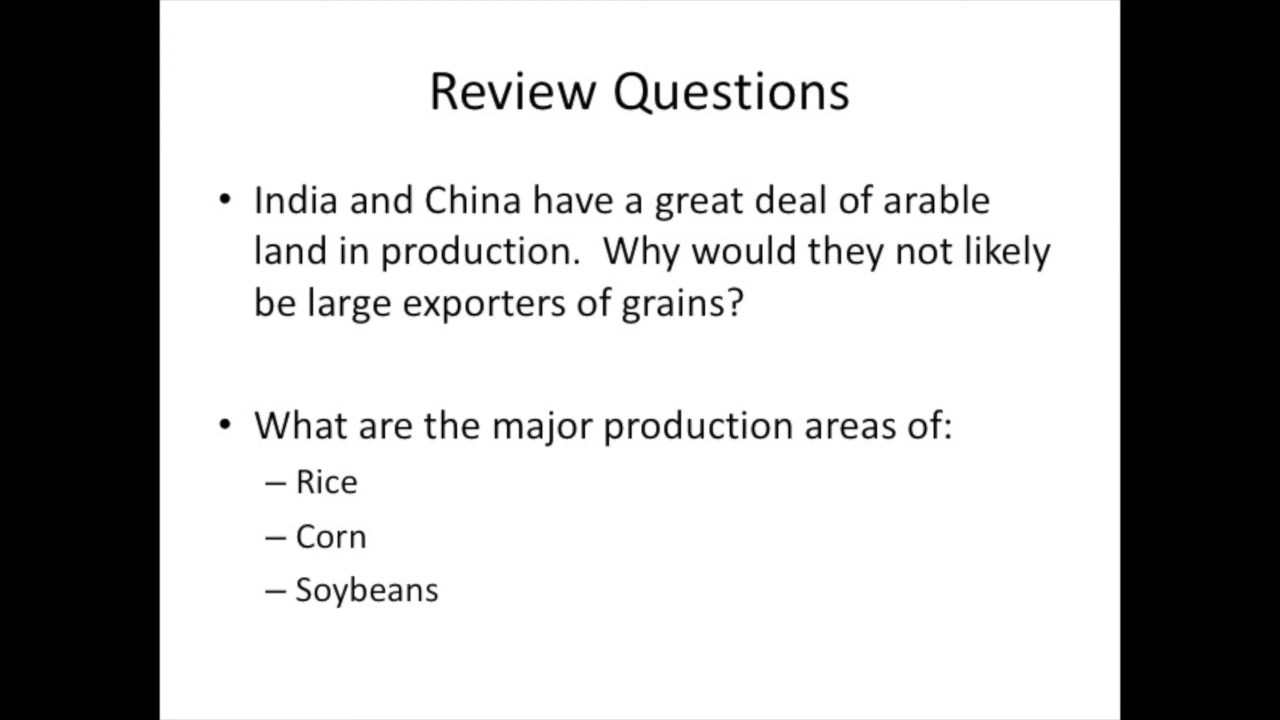 Review Questions
• India and China have a great deal of arable
land in production.  Why would they not likely
be large exporters of grains?
• What are the major production areas of:
– Rice
– Corn
– Soybeans